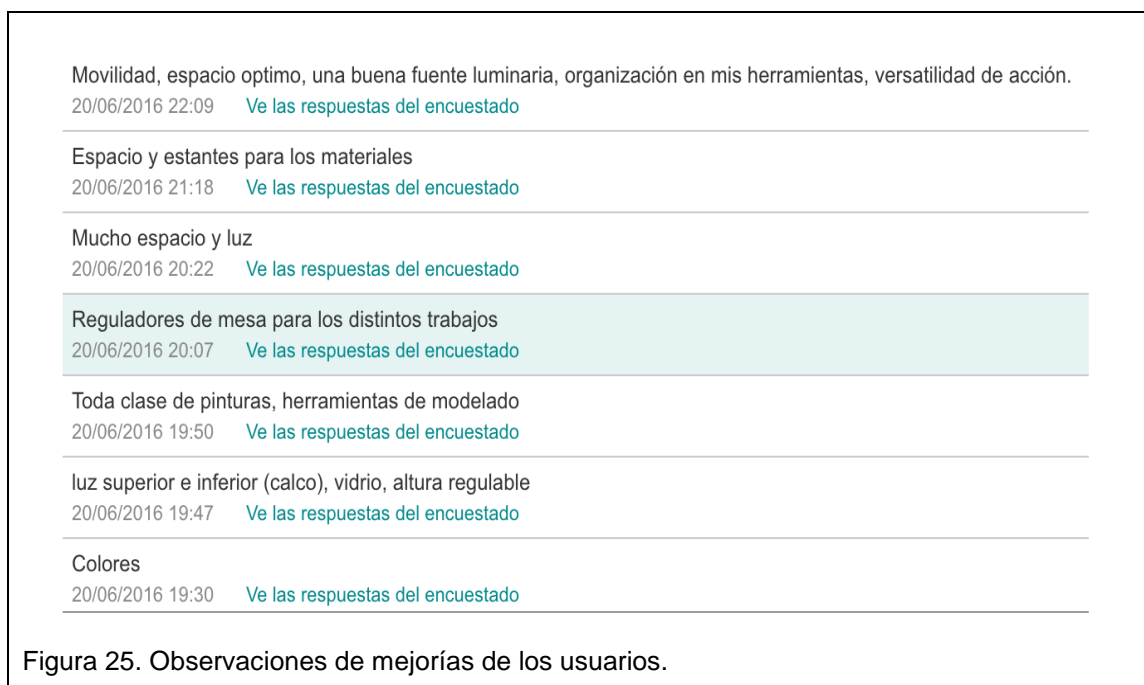 Movilidad, espacio optimo, una buena fuente luminaria, organización en mis herramientas, versatilidad de acción.
20/06/2016 22:09 Ve las respuestas del encuestado
Espacio y estantes para los materiales
20/06/2016 21:18 Ve las respuestas del encuestado
Mucho espacio y luz
20/06/2016 20:22 Ve las respuestas del encuestado
Reguladores de mesa para los distintos trabajos
20/06/2016 20:07 Ve las respuestas del encuestado
Toda clase de pinturas, herramientas de modelado
20/06/2016 19:50 Ve las respuestas del encuestado
luz superior e inferior (calco), vidrio, altura regulable
20/06/2016 19:47 Ve las respuestas del encuestado
Colores
20/06/2016 19:30 Ve las respuestas del encuestado
Figura 25. Observaciones de mejorías de los usuarios.